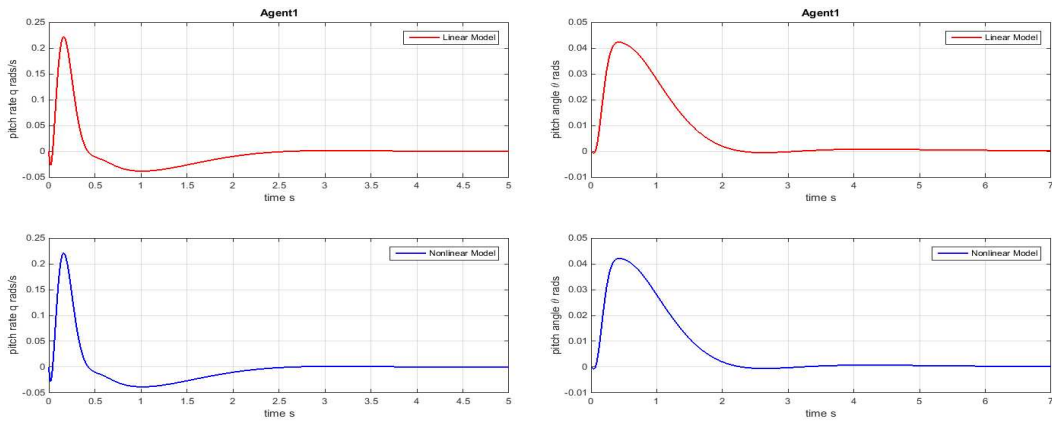 Agent1
0.25
0.2
0.15
0.1
0.05
0
-0.05
pitch rate q rads/s
Linear Model
0 0.5 1 1.5 2 2.5 3 3.5 4 4.5 5
time s
Agent1
0.05
0.04
0.03
0.02
0.01
0
-0.01
pitch angle θ rads
Linear Model
0 1 2 3 4 5 6 7
time s
0.25
0.2
0.15
0.1
0.05
0
-0.05
pitch rate q rads/s
Nonlinear Model
0 0.5 1 1.5 2 2.5 3 3.5 4 4.5 5
time s
0.05
0.04
0.03
0.02
0.01
0
-0.01
pitch angle θ rads
Nonlinear Model
0 1 2 3 4 5 6 7
time s